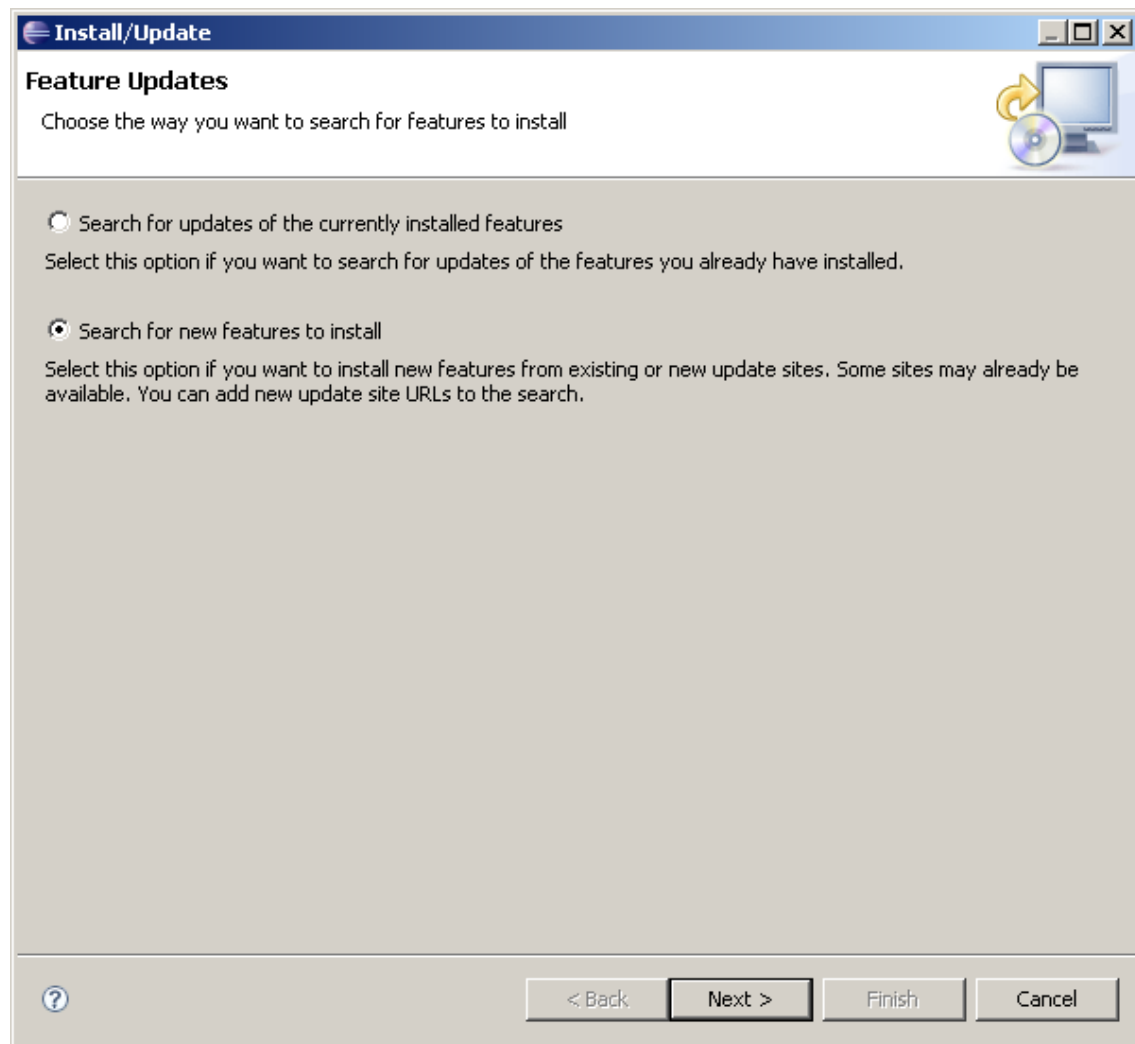 Install/Update
Feature Updates
Choose the way you want to search for features to install
Search for updates of the currently installed features
Select this option if you want to search for updates of the features you already have installed.
Search for new features to install
Select this option if you want to install new features from existing or new update sites. Some sites may already be
available. You can add new update site URLs to the search.
? < Back Next > Finish Cancel